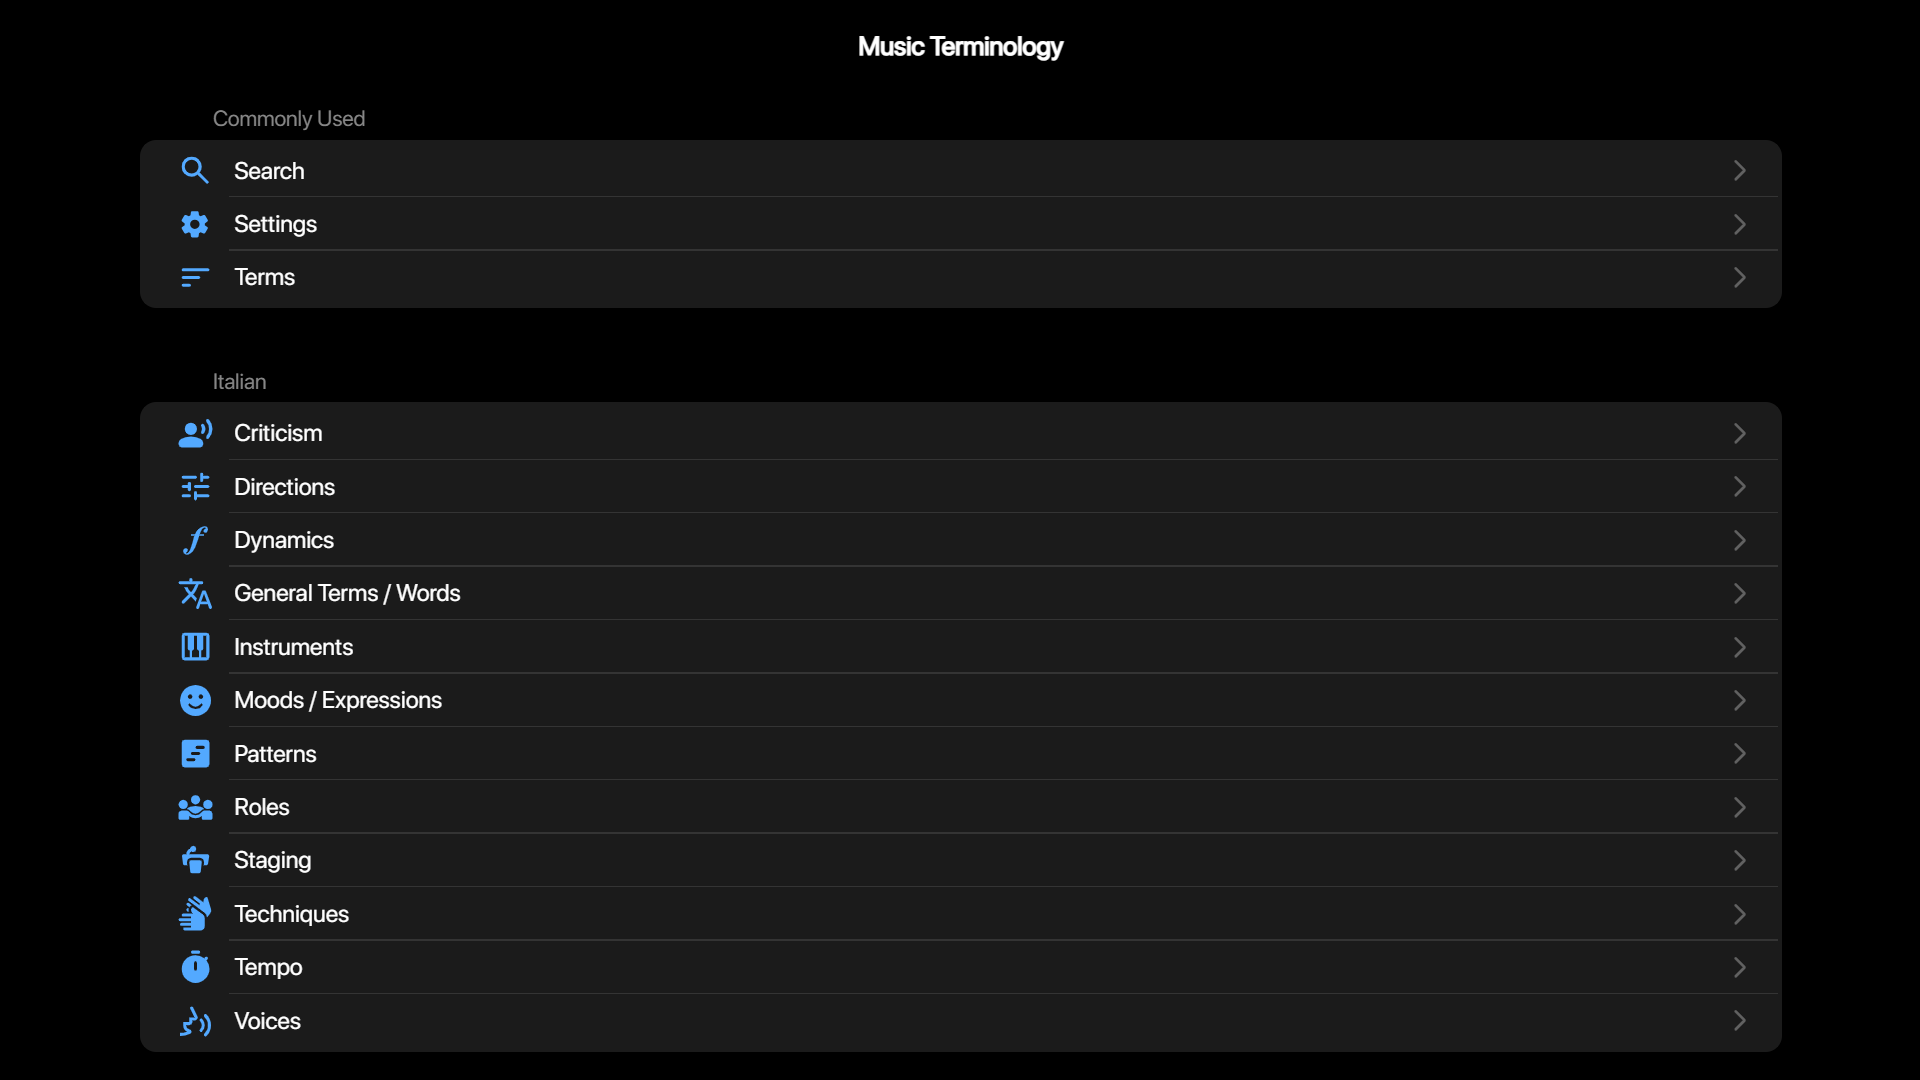 Music Terminology
Commonly Used
Search
Settings
Terms
Italian
Criticism
Directions
Dynamics
General Terms / Words
Instruments
Moods / Expressions
Patterns
Roles
Staging
Techniques
Tempo
Voices